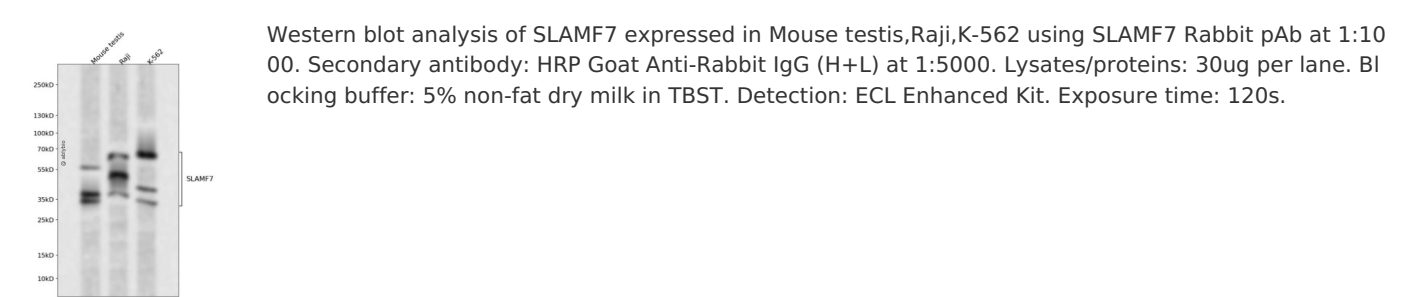 Mouse testis
Raji
K-562
250kD
130kD
100kD
70kD
55kD
35kD
25kD
15kD
10kD
SLAMF7
Western blot analysis of SLAMF7 expressed in Mouse testis,Raji,K-562 using SLAMF7 Rabbit pAb at 1:10
00. Secondary antibody: HRP Goat Anti-Rabbit IgG (H+L) at 1:5000. Lysates/proteins: 30ug per lane. Bl
ocking buffer: 5% non-fat dry milk in TBST. Detection: ECL Enhanced Kit. Exposure time: 120s.